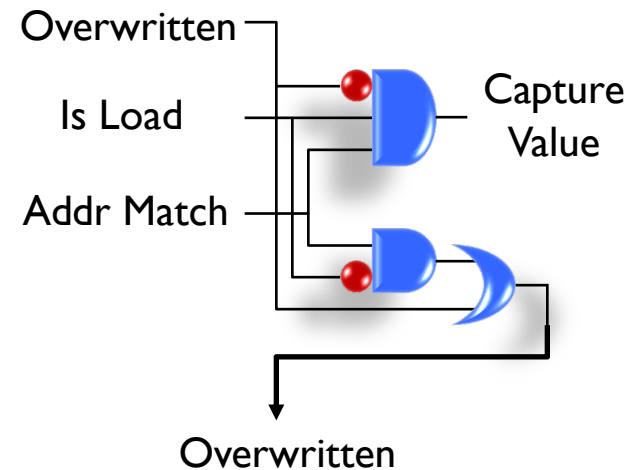 Overwritten
Is Load
Capture
Value
Addr Match
Overwritten